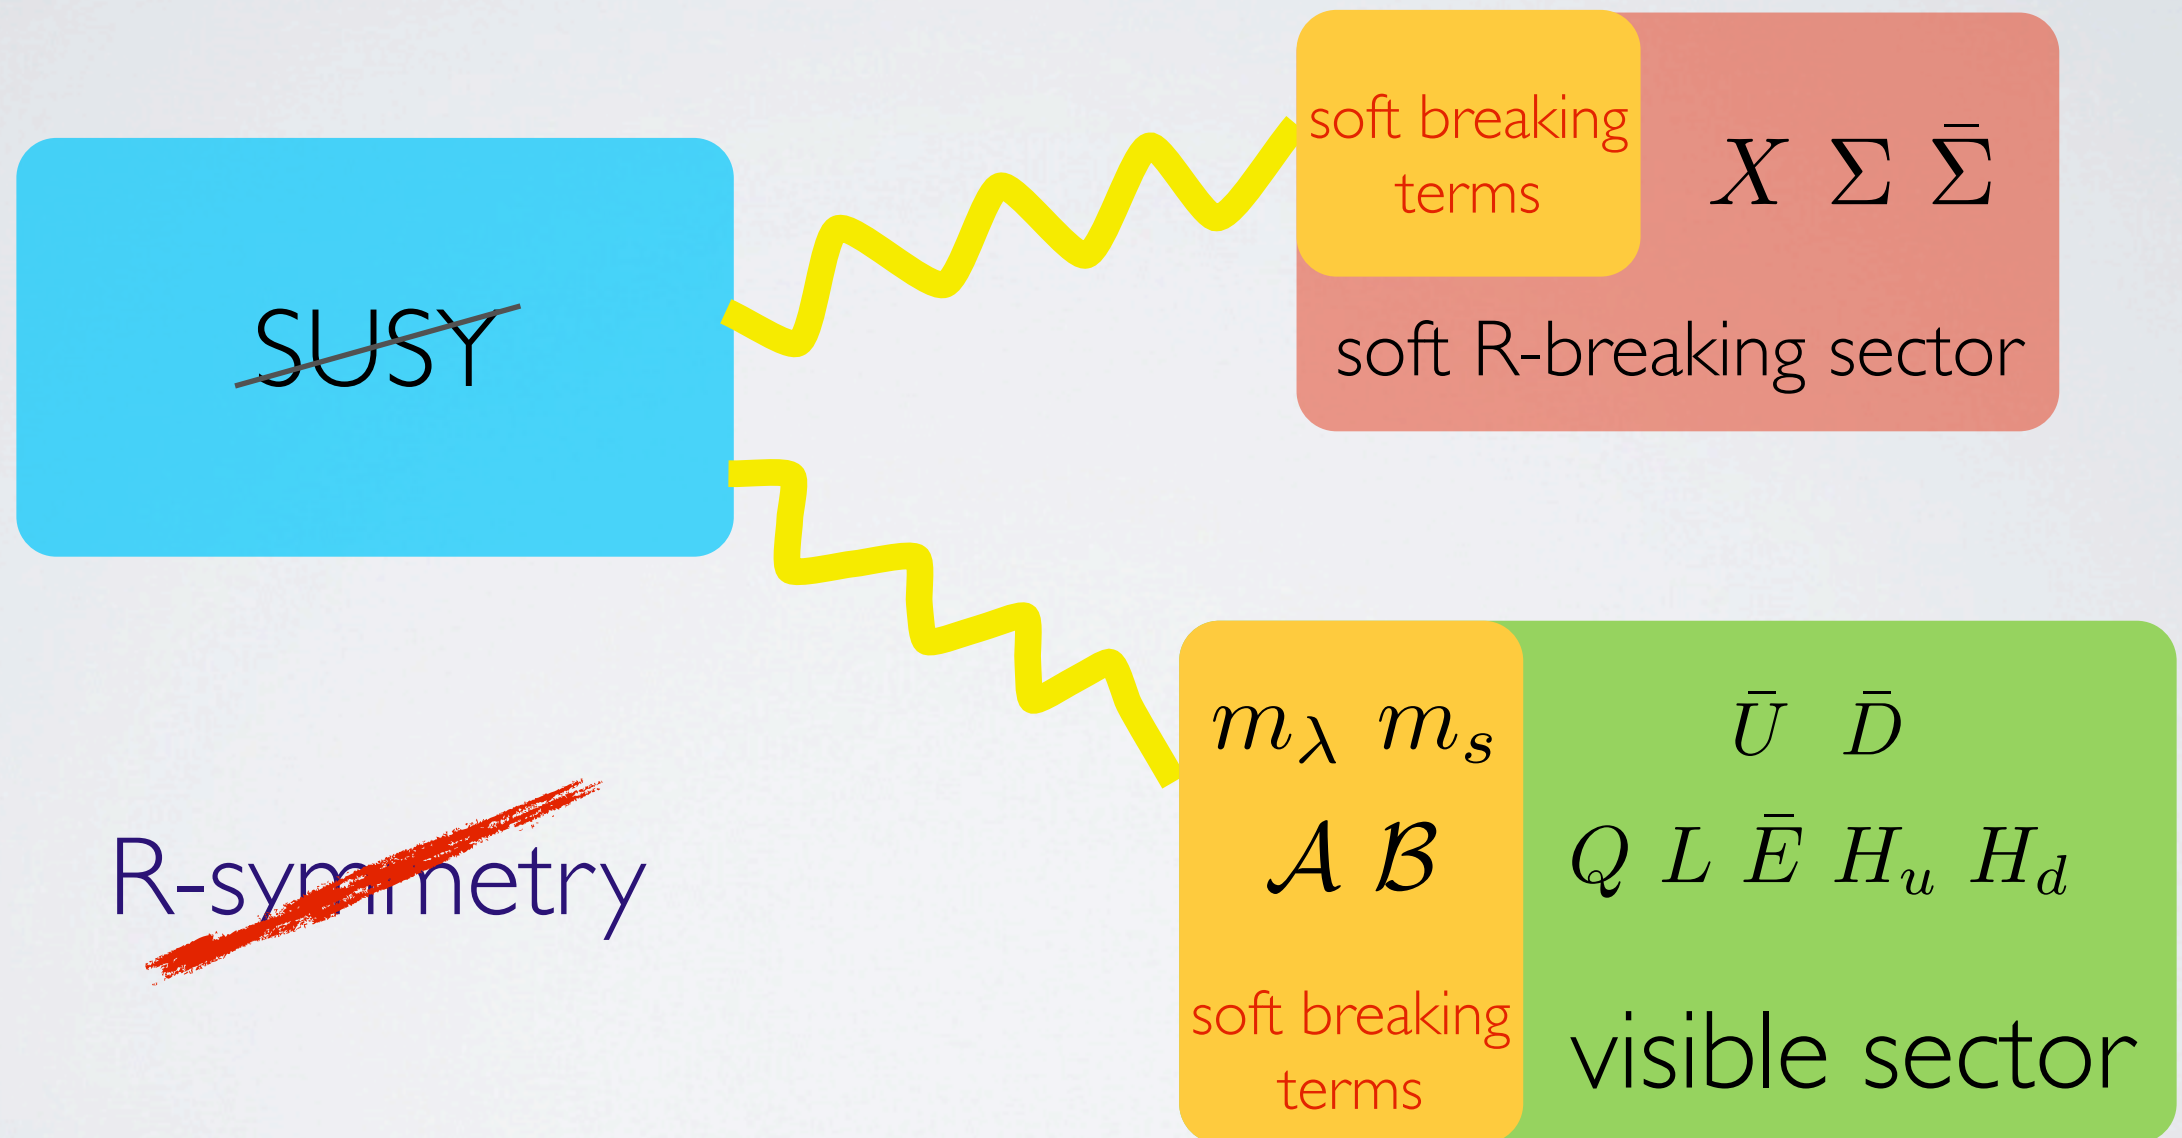 soft breaking
terms
X Σ Σ̄
soft R-breaking sector
SUSY
R-symmetry
m_λ m_s
𝒜 ℬ
soft breaking
terms
Ū D̄
Q L Ē H_u H_d
visible sector